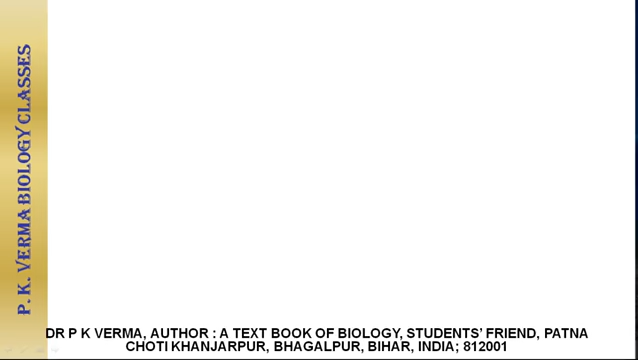 P. K. VERMA BIOLOGY CLASSES
DR P K VERMA, AUTHOR : A TEXT BOOK OF BIOLOGY, STUDENTS' FRIEND, PATNA
CHOTI KHANJARPUR, BHAGALPUR, BIHAR, INDIA; 812001